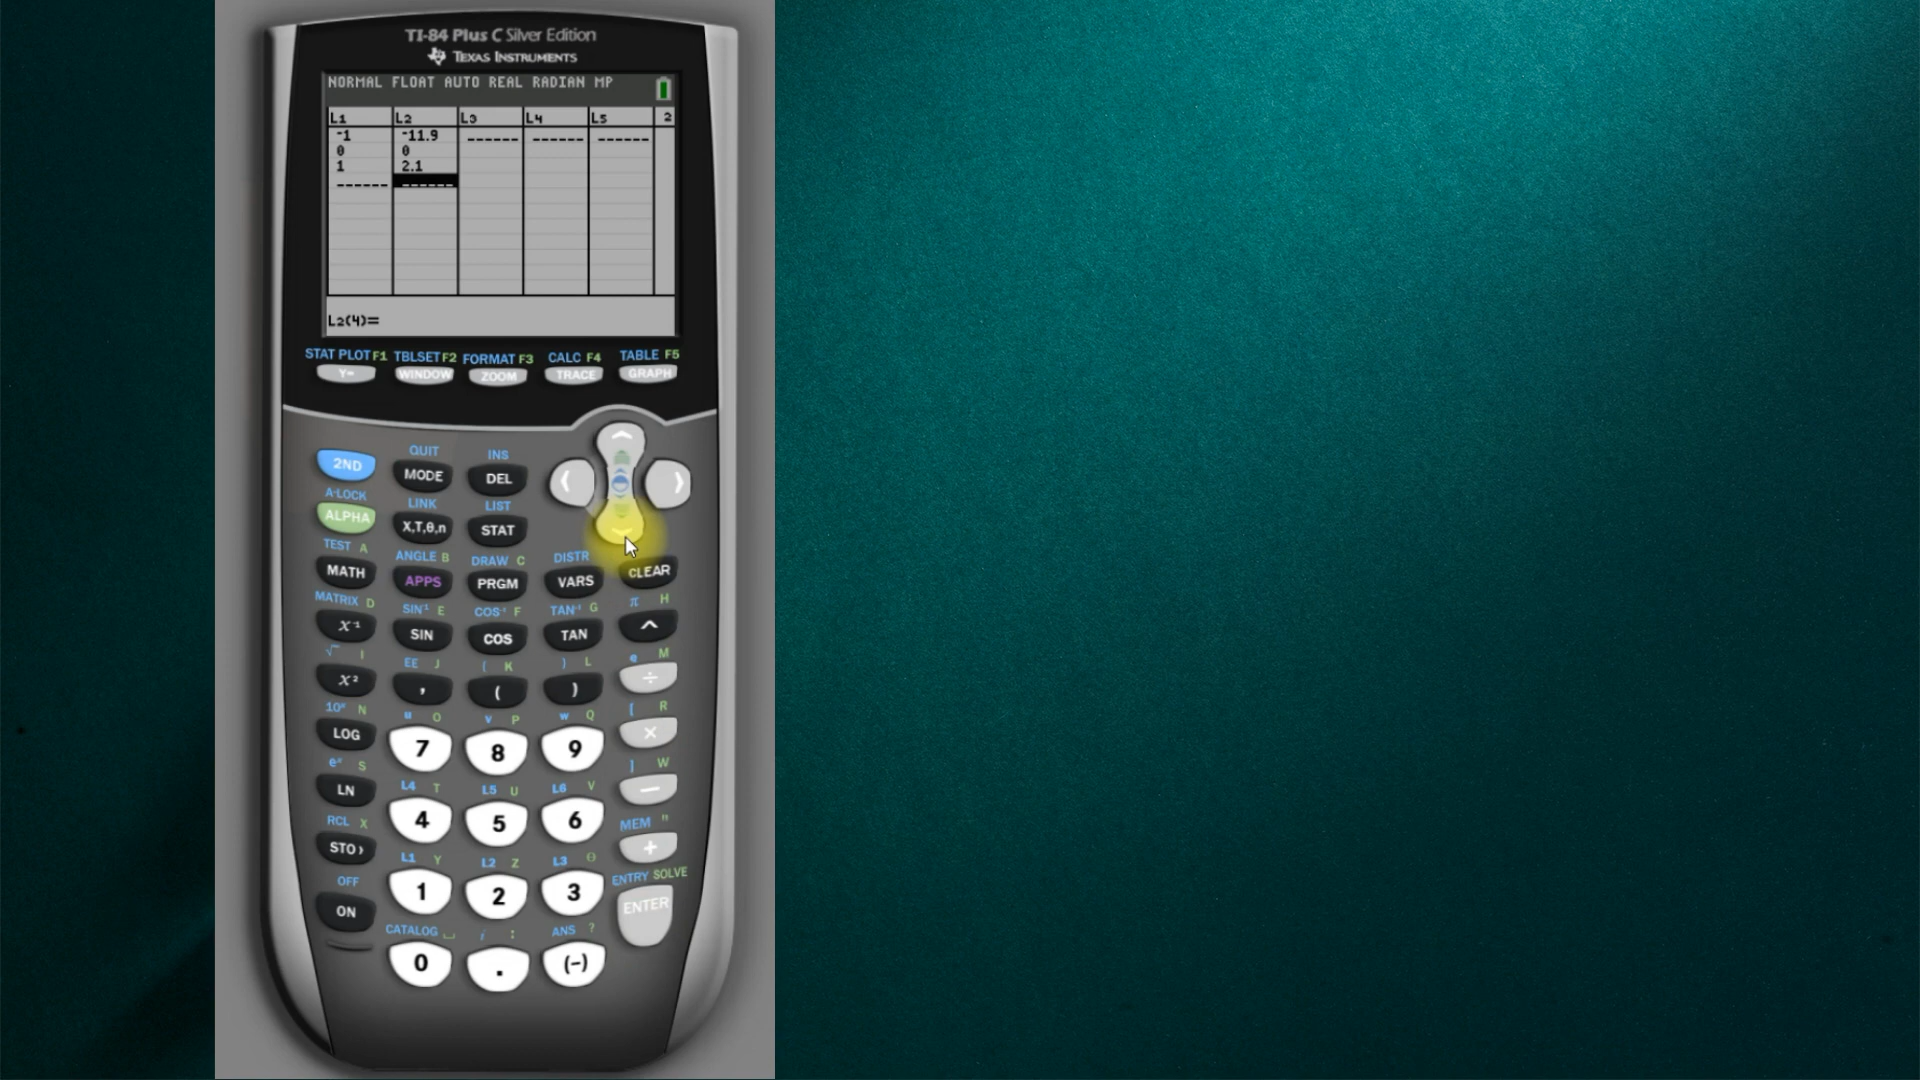 TI-84 Plus C Silver Edition
TEXAS INSTRUMENTS
NORMAL FLOAT AUTO REAL RADIAN MP
L1 L2 L3 L4 L5 2
-1 -11.9 ------ ------ ------
0 0
1 2.1
------ ------
L2(4)=
STAT PLOT F1 TBLSET F2 FORMAT F3 CALC F4 TABLE F5
Y= WINDOW ZOOM TRACE GRAPH
QUIT INS
2ND MODE DEL
A-LOCK LINK LIST
ALPHA X,T,θ,n STAT
TEST A ANGLE B DRAW C DISTR
MATH APPS PRGM VARS CLEAR
MATRIX D SIN⁻¹ E COS⁻¹ F TAN⁻¹ G π H
X⁻¹ SIN COS TAN ^
√ I EE J { K } L e M
X² , ( ) ÷
10ˣ N u O v P w Q [ R
LOG 7 8 9 ×
eˣ S L4 T L5 U L6 V ] W
LN 4 5 6 −
RCL X L1 Y L2 Z L3 θ MEM "
STO› 1 2 3 +
OFF CATALOG ⎵ i : ANS ? ENTRY SOLVE
ON 0 . (-) ENTER